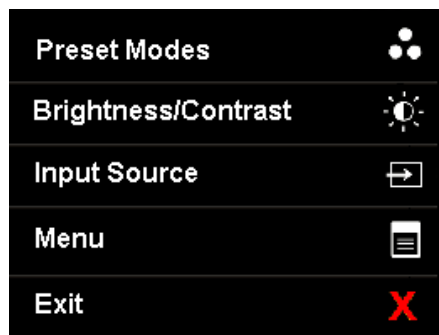 Preset Modes
Brightness/Contrast
Input Source
Menu
Exit